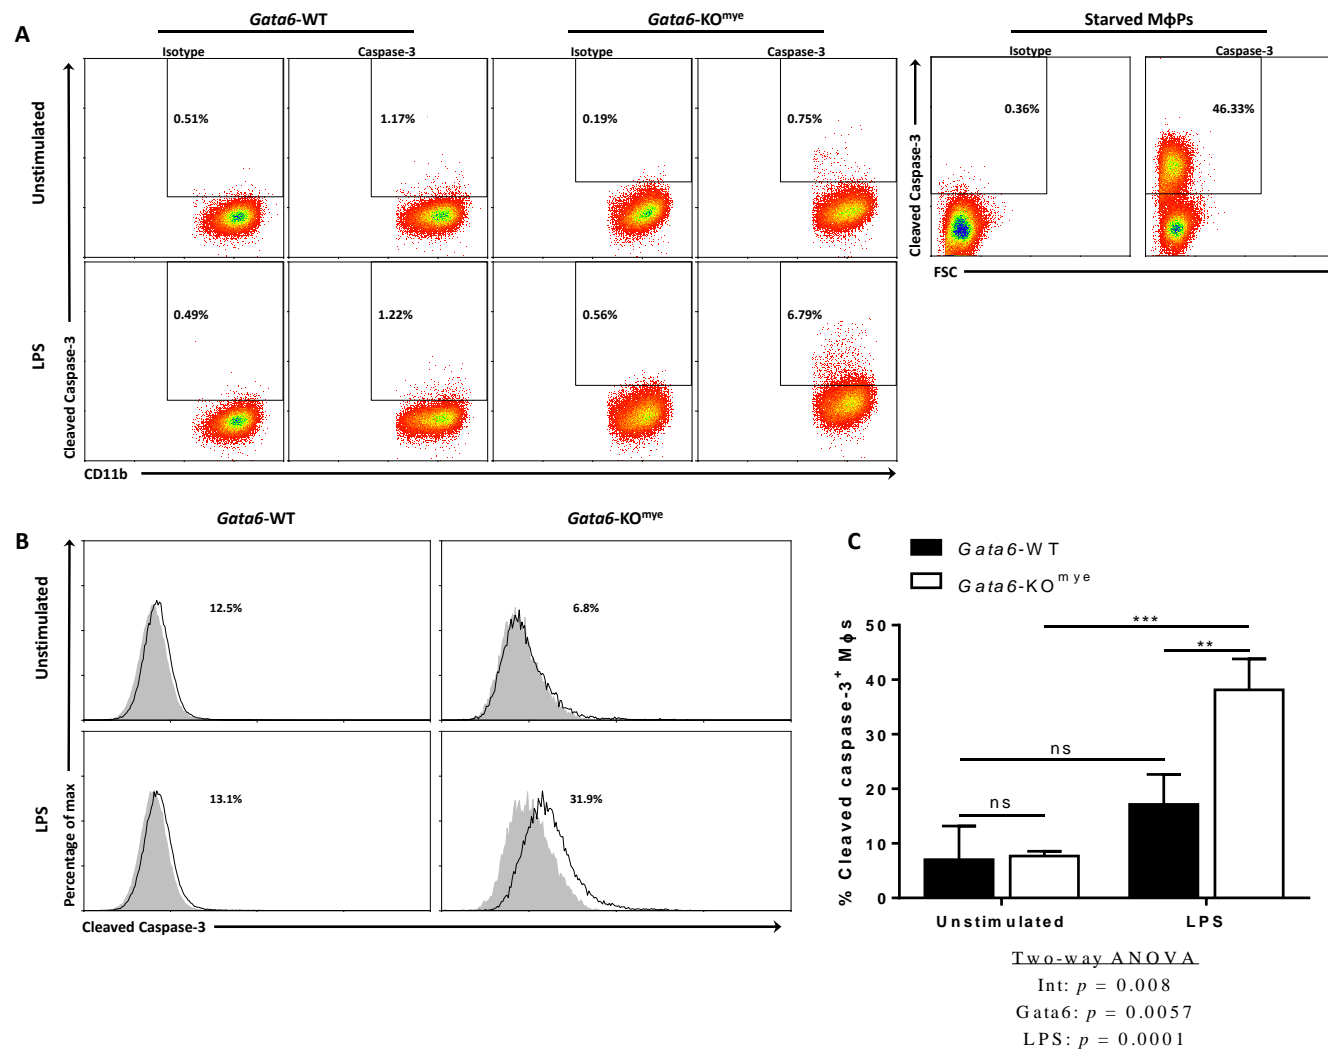 A
Gata6-WT
Gata6-KOmye
Starved MϕPs
Isotype
Caspase-3
Isotype
Caspase-3
Isotype
Caspase-3
Unstimulated
0.51%
1.17%
0.19%
0.75%
Cleaved Caspase-3
0.36%
46.33%
FSC
LPS
Cleaved Caspase-3
0.49%
1.22%
0.56%
6.79%
CD11b
B
Gata6-WT
Gata6-KOmye
Unstimulated
12.5%
6.8%
LPS
Percentage of max
13.1%
31.9%
Cleaved Caspase-3
C
Gata6-WT
Gata6-KOmye
% Cleaved caspase-3+ Mϕs
50
40
30
20
10
0
***
**
ns
ns
Unstimulated
LPS
Two-way ANOVA
Int: p = 0.008
Gata6: p = 0.0057
LPS: p = 0.0001